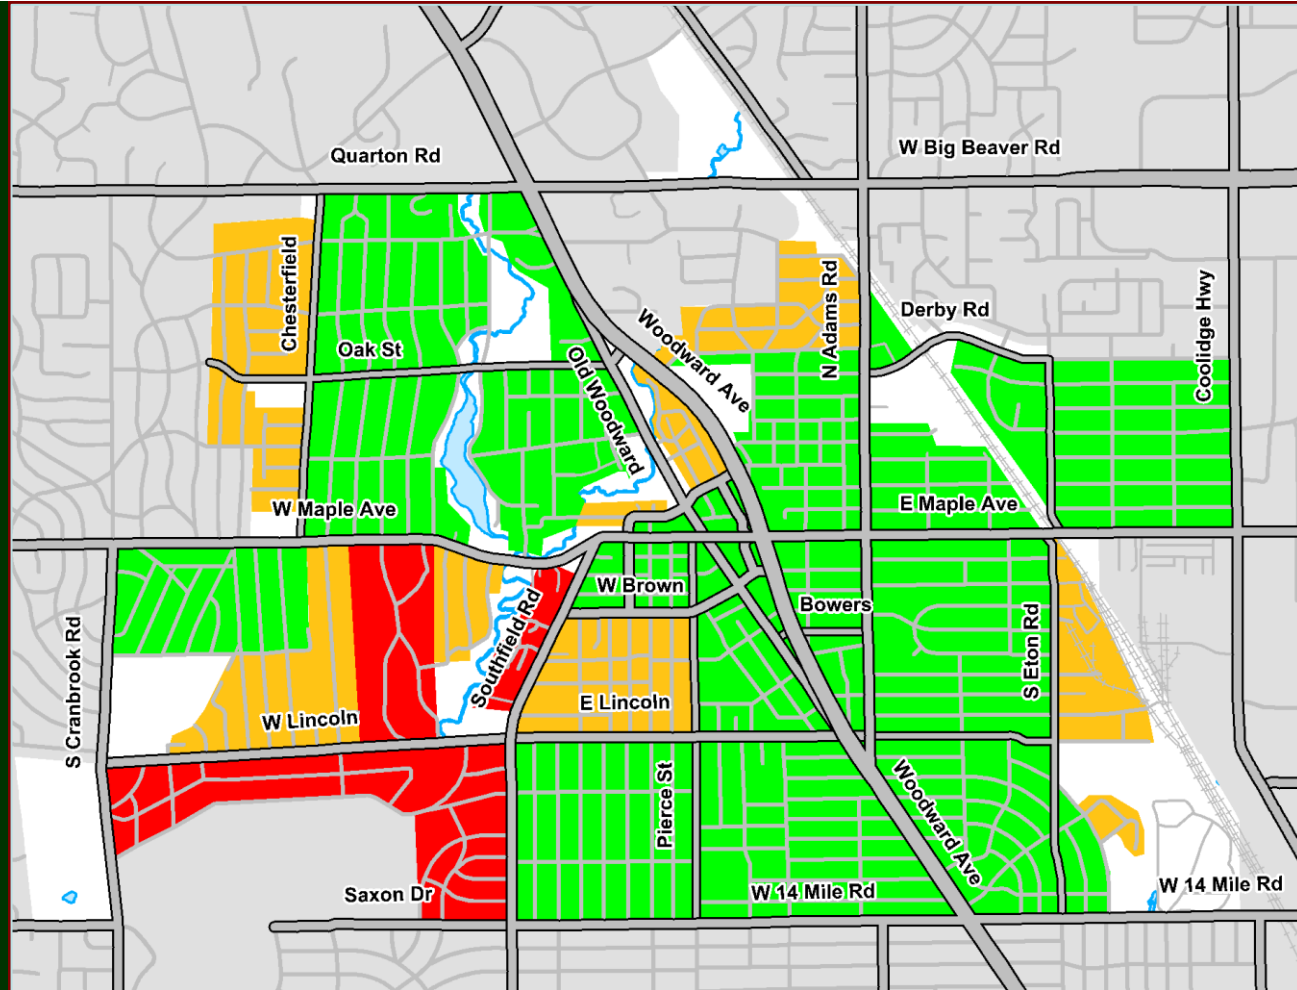 Quarton Rd
W Big Beaver Rd
Chesterfield
N Adams Rd
Coolidge Hwy
Derby Rd
Woodward Ave
Oak St
Old Woodward
W Maple Ave
E Maple Ave
W Brown
Bowers
S Cranbrook Rd
Southfield Rd
S Eton Rd
W Lincoln
E Lincoln
Pierce St
Woodward Ave
Saxon Dr
W 14 Mile Rd
W 14 Mile Rd